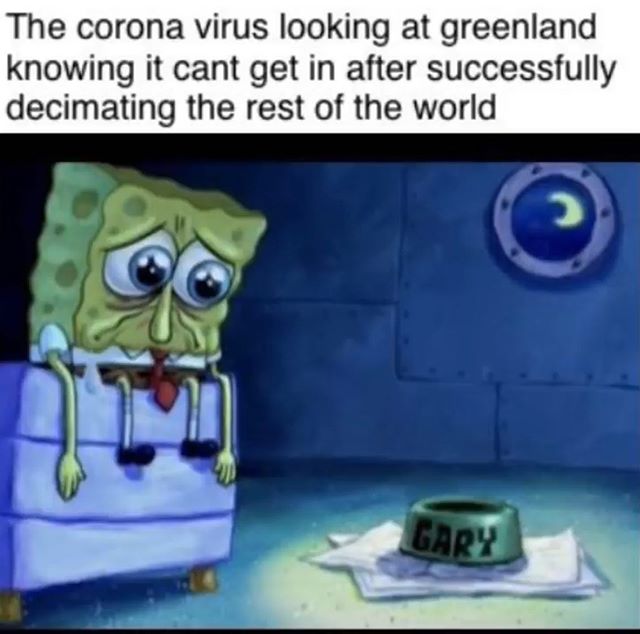 The corona virus looking at greenland
knowing it cant get in after successfully
decimating the rest of the world
GARY